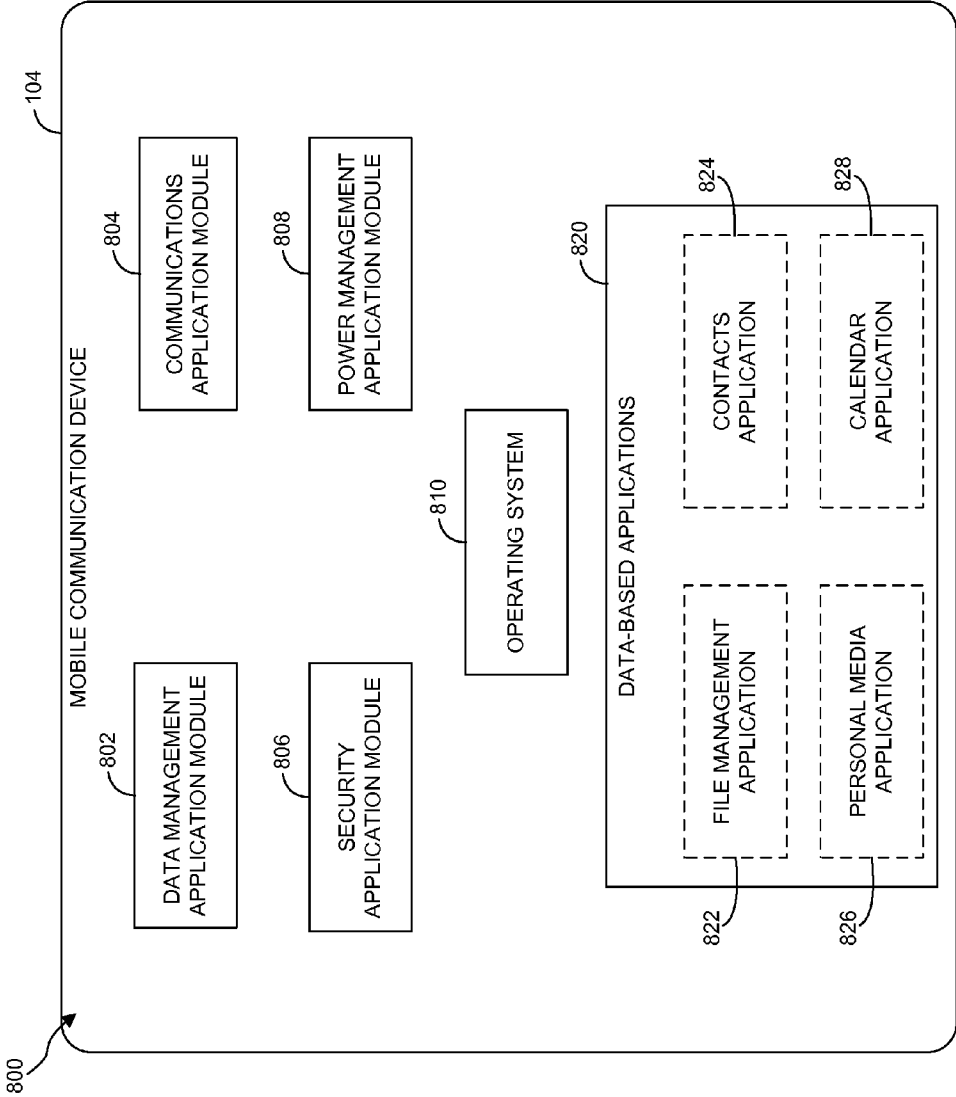 800
MOBILE COMMUNICATION DEVICE
104
802
DATA MANAGEMENT
APPLICATION MODULE
804
COMMUNICATIONS
APPLICATION MODULE
806
SECURITY
APPLICATION MODULE
808
POWER MANAGEMENT
APPLICATION MODULE
810
OPERATING SYSTEM
820
DATA-BASED APPLICATIONS
822
FILE MANAGEMENT
APPLICATION
824
CONTACTS
APPLICATION
826
PERSONAL MEDIA
APPLICATION
828
CALENDAR
APPLICATION